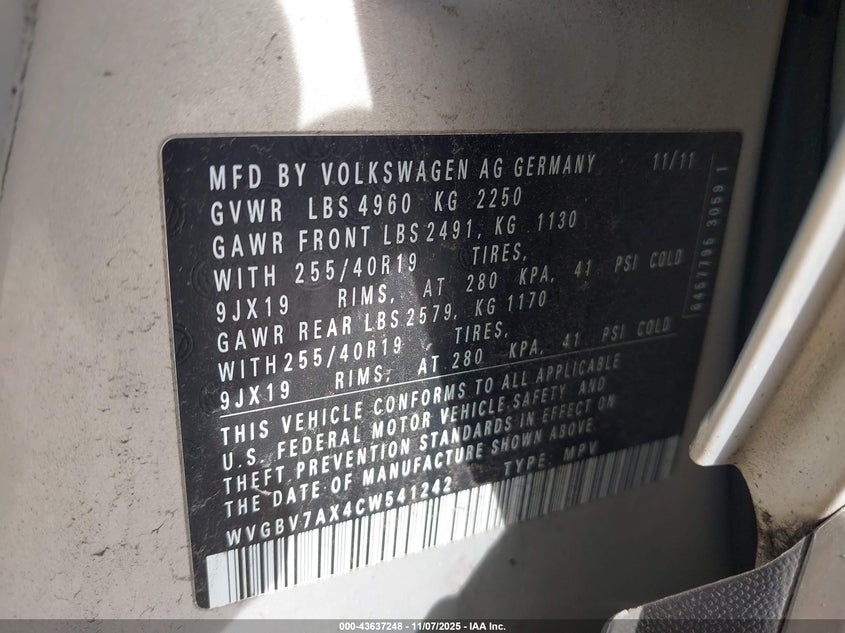 MFD BY VOLKSWAGEN AG GERMANY 11/11
GVWR LBS 4960 KG 2250
GAWR FRONT LBS 2491, KG 1130
WITH 255/40R19 TIRES,
9JX19 RIMS, AT 280 KPA, 41 PSI COLD
GAWR REAR LBS 2579, KG 1170
WITH 255/40R19 TIRES,
9JX19 RIMS, AT 280 KPA, 41 PSI COLD
THIS VEHICLE CONFORMS TO ALL APPLICABLE
U.S. FEDERAL MOTOR VEHICLE SAFETY AND
THEFT PREVENTION STANDARDS IN EFFECT ON
THE DATE OF MANUFACTURE SHOWN ABOVE.
WVGBV7AX4CW541242 TYPE: MPV
000-43637248 - 11/07/2025 - IAA Inc.